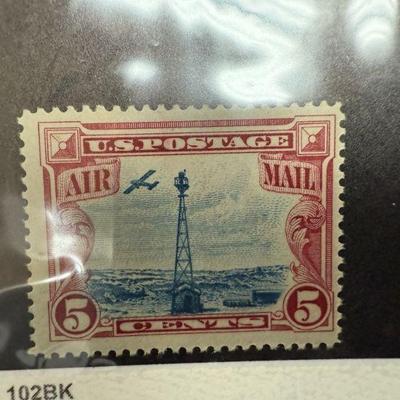 U.S. POSTAGE
AIR MAIL
5 CENTS 5
102BK